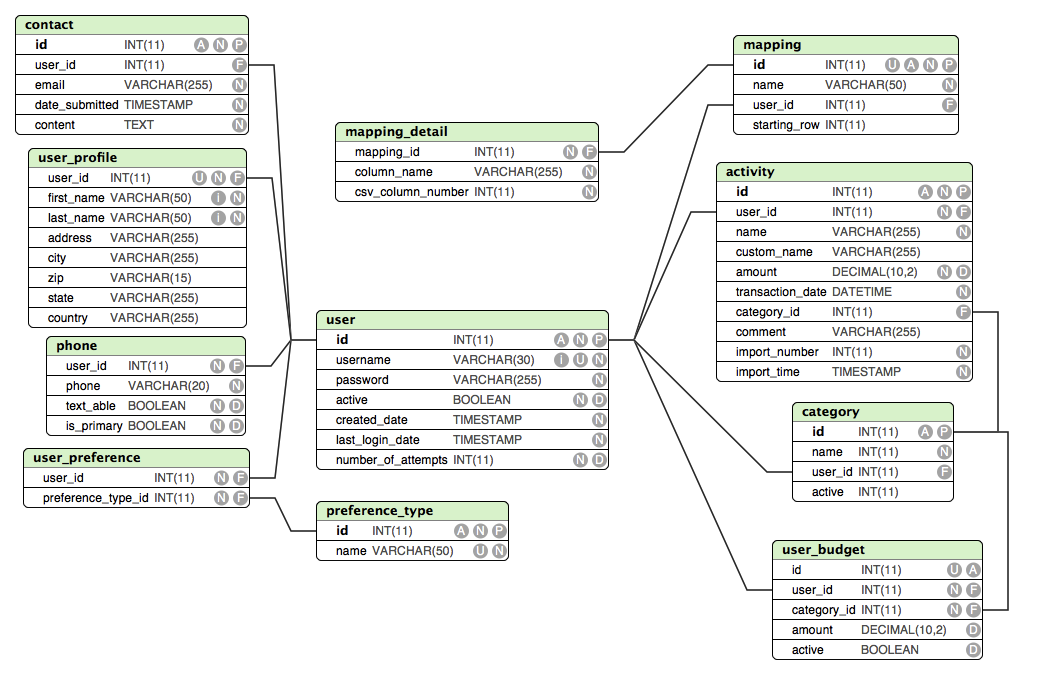 contact
id INT(11) A N P
user_id INT(11) F
email VARCHAR(255) N
date_submitted TIMESTAMP N
content TEXT N
user_profile
user_id INT(11) U N F
first_name VARCHAR(50) I N
last_name VARCHAR(50) I N
address VARCHAR(255)
city VARCHAR(255)
zip VARCHAR(15)
state VARCHAR(255)
country VARCHAR(255)
phone
user_id INT(11) N F
phone VARCHAR(20) N
text_able BOOLEAN N D
is_primary BOOLEAN N D
user_preference
user_id INT(11) N F
preference_type_id INT(11) N F
mapping_detail
mapping_id INT(11) N F
column_name VARCHAR(255) N
csv_column_number INT(11) N
user
id INT(11) A N P
username VARCHAR(30) I U N
password VARCHAR(255) N
active BOOLEAN N D
created_date TIMESTAMP N
last_login_date TIMESTAMP N
number_of_attempts INT(11) N D
preference_type
id INT(11) A N P
name VARCHAR(50) U N
mapping
id INT(11) U A N P
name VARCHAR(50) N
user_id INT(11) F
starting_row INT(11)
activity
id INT(11) A N P
user_id INT(11) N F
name VARCHAR(255) N
custom_name VARCHAR(255)
amount DECIMAL(10,2) N D
transaction_date DATETIME N
category_id INT(11) F
comment VARCHAR(255)
import_number INT(11) N
import_time TIMESTAMP N
category
id INT(11) A P
name INT(11) N
user_id INT(11) F
active INT(11)
user_budget
id INT(11) U A
user_id INT(11) N F
category_id INT(11) N F
amount DECIMAL(10,2) D
active BOOLEAN D